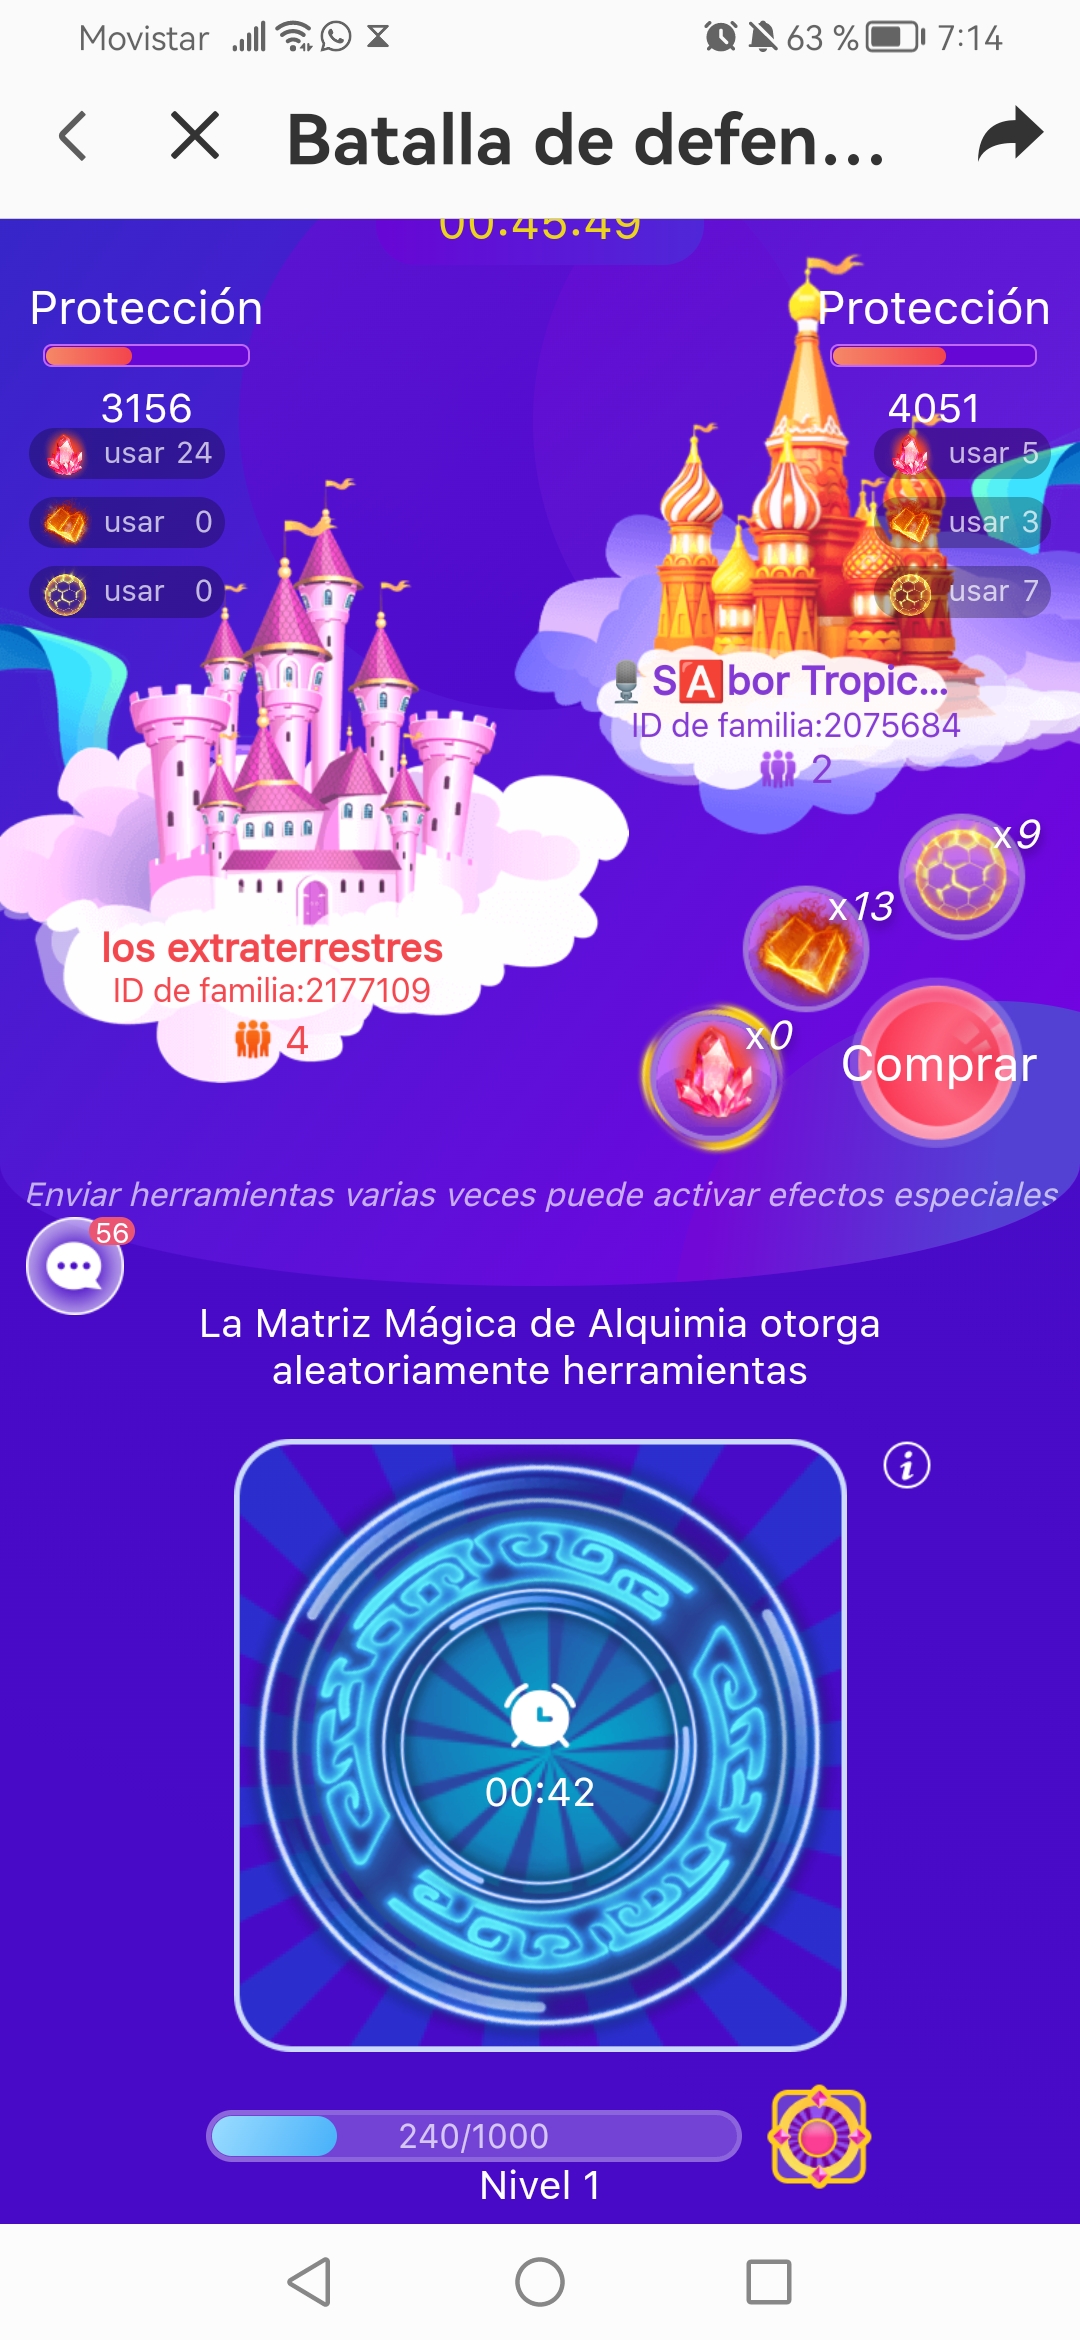 Movistar 63 % 7:14
Batalla de defen...
00:45:49
Protección
3156
usar 24
usar 0
usar 0
Protección
4051
usar 5
usar 3
usar 7
🎙️S🅰️bor Tropic...
ID de familia:2075684
2
los extraterrestres
ID de familia:2177109
4
x9
x13
x0
Comprar
Enviar herramientas varias veces puede activar efectos especiales
56
La Matriz Mágica de Alquimia otorga
aleatoriamente herramientas
00:42
240/1000
Nivel 1